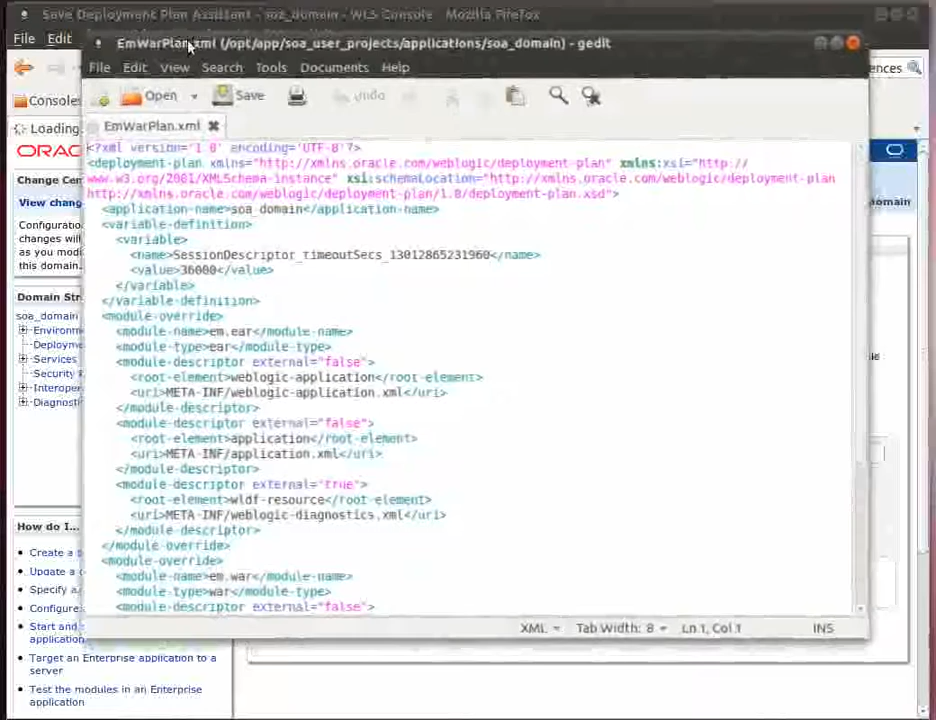 Save Deployment Plan Assistant - soa_domain - WLS Console - Mozilla Firefox
File Edit
EmWarPlan.xml (/opt/app/soa_user_projects/applications/soa_domain) - gedit
File Edit View Search Tools Documents Help
Open Save Undo
Console
Loading
EmWarPlan.xml
ORAC
Change Cen
View chang
Configuratio
changes will
as you modi
this domain.
Domain Str
soa_domain
Environm
Deployme
Services
Security
Interoper
Diagnosti
How do I...
Create a
Update a c
Specify a
Configure
Start and
application
Target an Enterprise application to a
server
Test the modules in an Enterprise
application
<?xml version='1.0' encoding='UTF-8'?>
<deployment-plan xmlns="http://xmlns.oracle.com/weblogic/deployment-plan" xmlns:xsi="http://
www.w3.org/2001/XMLSchema-instance" xsi:schemaLocation="http://xmlns.oracle.com/weblogic/deployment-plan
http://xmlns.oracle.com/weblogic/deployment-plan/1.0/deployment-plan.xsd">
<application-name>soa_domain</application-name>
<variable-definition>
<variable>
<name>SessionDescriptor_timeoutSecs_13012865231960</name>
<value>36000</value>
</variable>
</variable-definition>
<module-override>
<module-name>em.ear</module-name>
<module-type>ear</module-type>
<module-descriptor external="false">
<root-element>weblogic-application</root-element>
<uri>META-INF/weblogic-application.xml</uri>
</module-descriptor>
<module-descriptor external="false">
<root-element>application</root-element>
<uri>META-INF/application.xml</uri>
</module-descriptor>
<module-descriptor external="true">
<root-element>wldf-resource</root-element>
<uri>META-INF/weblogic-diagnostics.xml</uri>
</module-descriptor>
</module-override>
<module-override>
<module-name>em.war</module-name>
<module-type>war</module-type>
<module-descriptor external="false">
XML Tab Width: 8 Ln 1, Col 1 INS
ences
omain